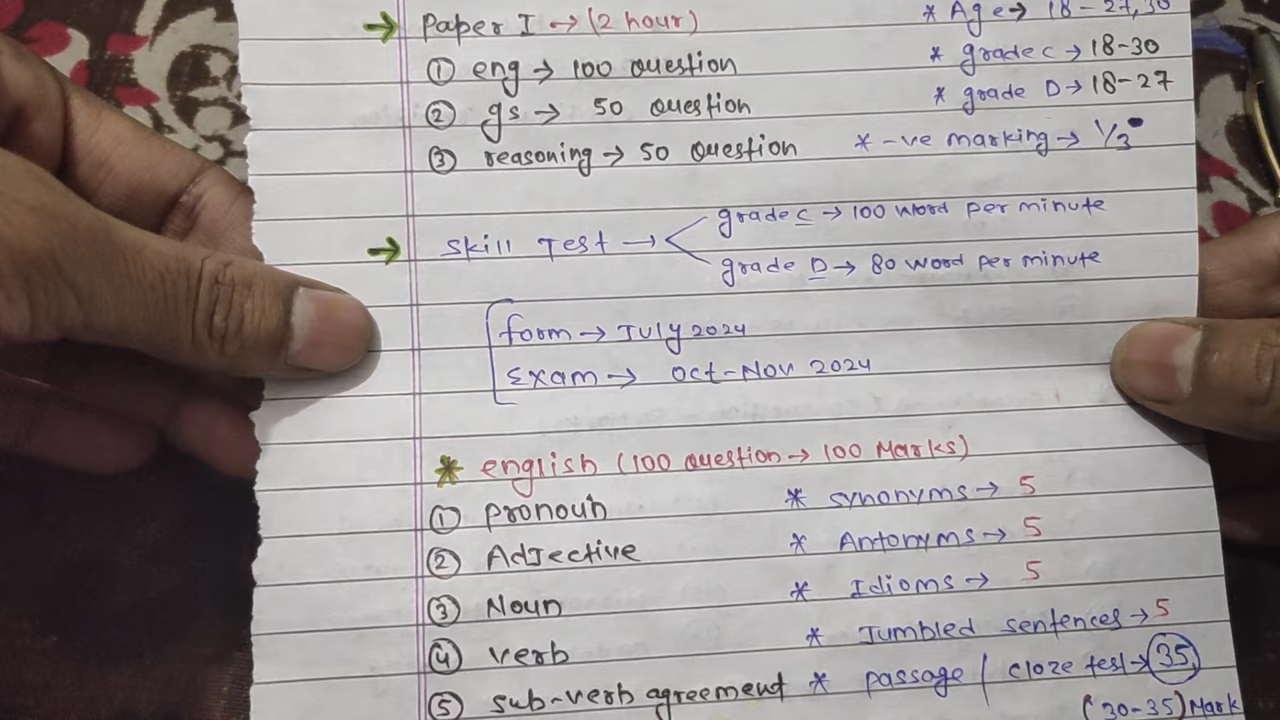 Paper I → (2 hour)
* Age → 18 - 27, 30
① eng → 100 question
* grade c → 18-30
② gs → 50 question
* grade D → 18-27
③ reasoning → 50 question
* -ve marking → 1/3
→ Skill Test →
grade c → 100 word per minute
grade D → 80 word per minute
form → July 2024
Exam → Oct-Nov 2024
* english (100 question → 100 Marks)
① pronoun
* synonyms → 5
② Adjective
* Antonyms → 5
③ Noun
* Idioms → 5
④ verb
* Jumbled sentences → 5
⑤ sub-verb agreement
* passage / cloze test → 35
(30-35) Mark